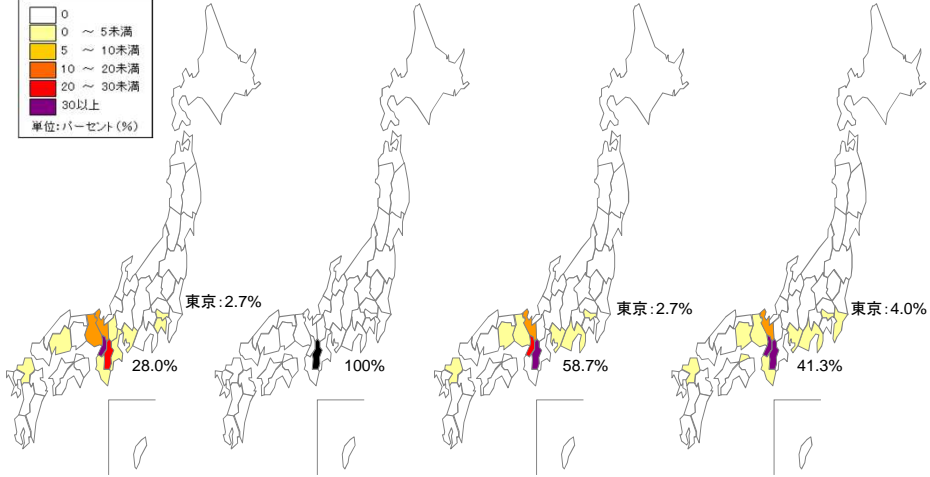 0
0 ～ 5未満
5 ～ 10未満
10 ～ 20未満
20 ～ 30未満
30以上
単位:パーセント(%)
東京:2.7%
28.0%
100%
東京:2.7%
58.7%
東京:4.0%
41.3%